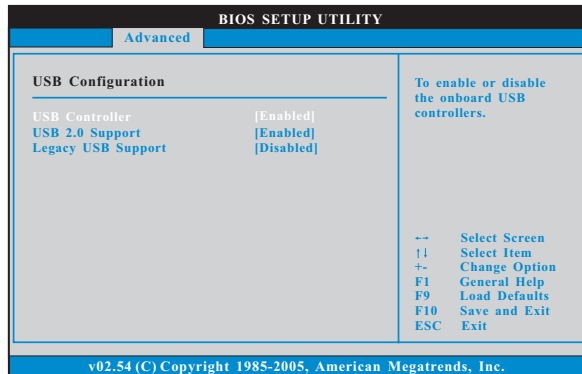 BIOS SETUP UTILITY
Advanced
USB Configuration
USB Controller [Enabled]
USB 2.0 Support [Enabled]
Legacy USB Support [Disabled]
To enable or disable
the onboard USB
controllers.
←→ Select Screen
↑↓ Select Item
+- Change Option
F1 General Help
F9 Load Defaults
F10 Save and Exit
ESC Exit
v02.54 (C) Copyright 1985-2005, American Megatrends, Inc.